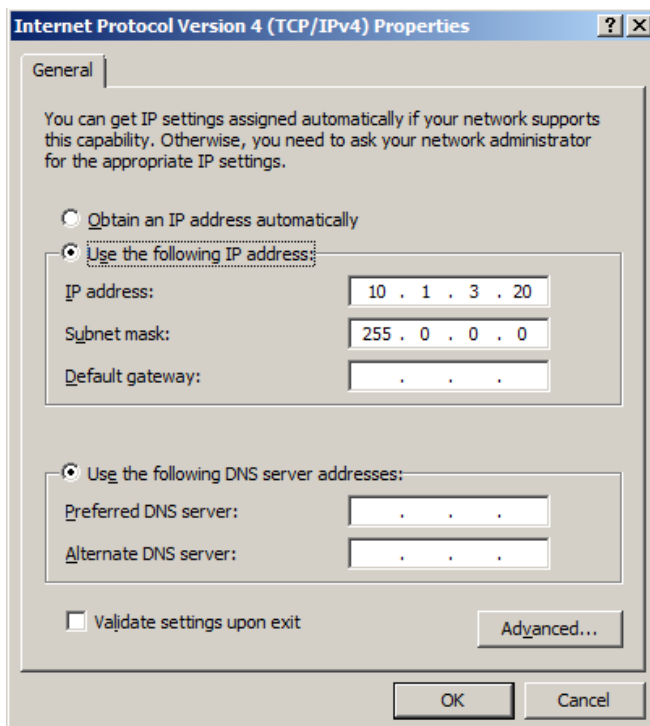 Internet Protocol Version 4 (TCP/IPv4) Properties
General
You can get IP settings assigned automatically if your network supports
this capability. Otherwise, you need to ask your network administrator
for the appropriate IP settings.
Obtain an IP address automatically
Use the following IP address:
IP address: 10 . 1 . 3 . 20
Subnet mask: 255 . 0 . 0 . 0
Default gateway: . . .
Use the following DNS server addresses:
Preferred DNS server: . . .
Alternate DNS server: . . .
Validate settings upon exit
Advanced...
OK Cancel